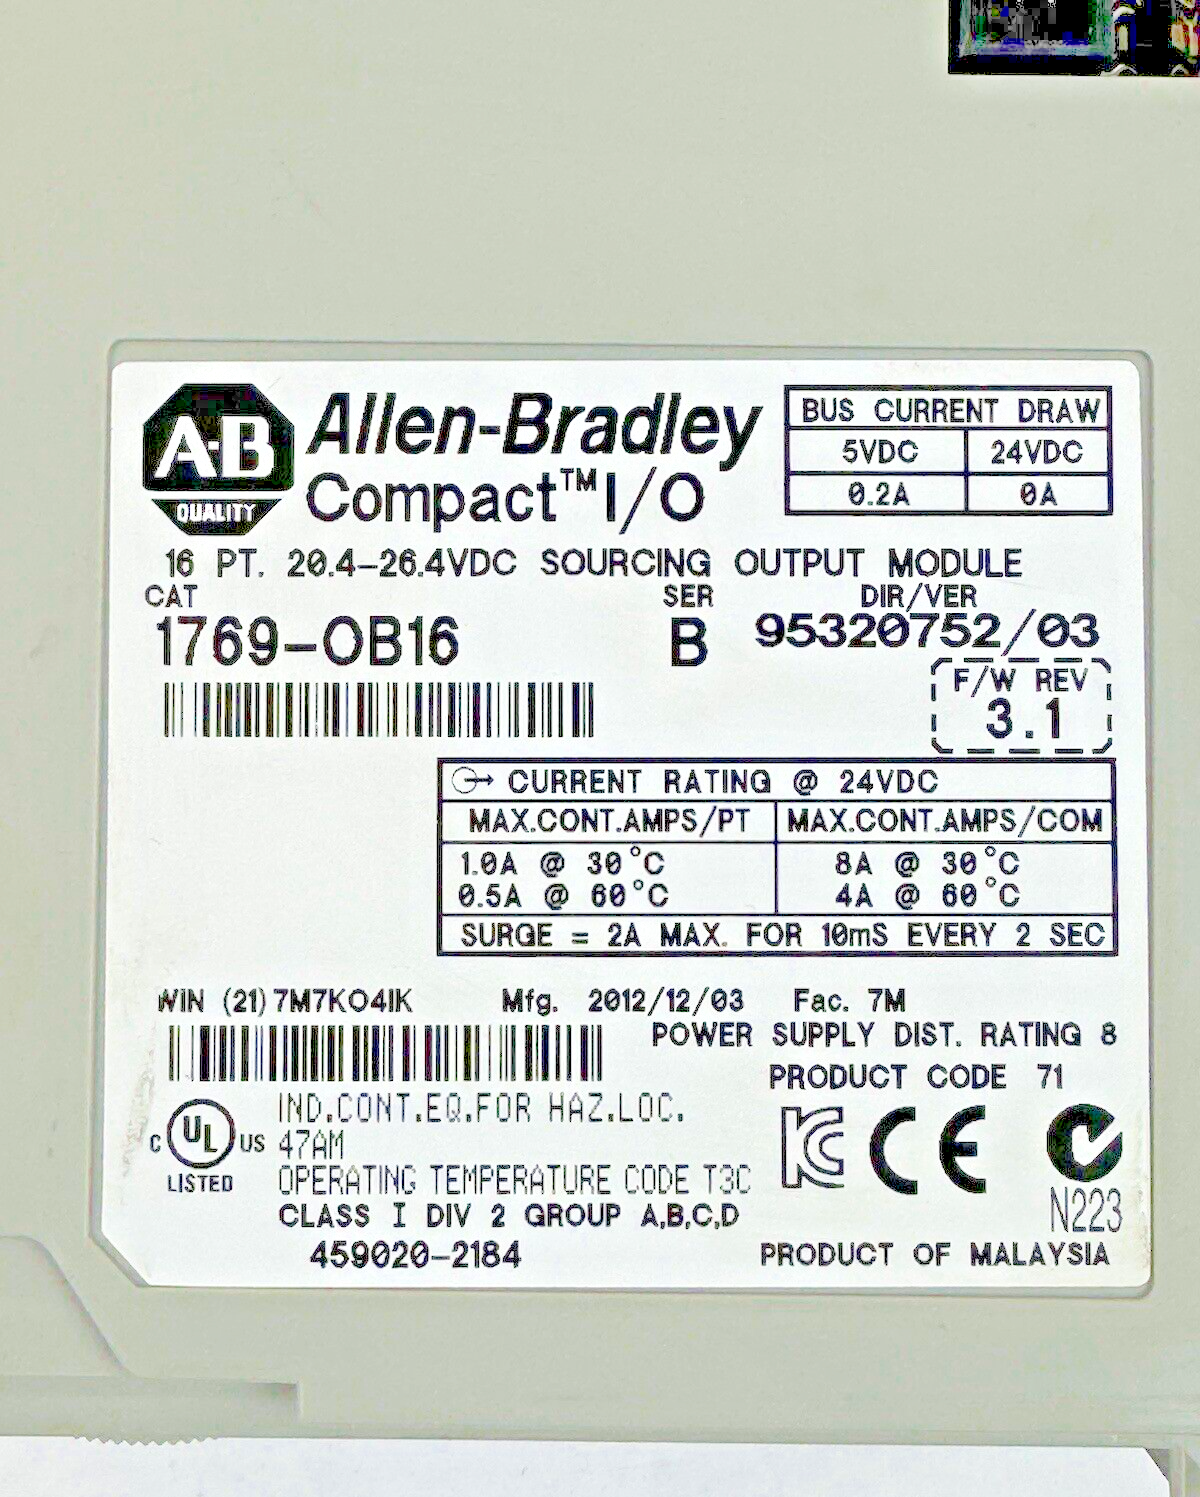 A-B
QUALITY
Allen-Bradley
Compact™ I/O
BUS CURRENT DRAW
5VDC 24VDC
0.2A 0A
16 PT. 20.4-26.4VDC SOURCING OUTPUT MODULE
CAT SER DIR/VER
1769-OB16 B 95320752/03
F/W REV
3.1
CURRENT RATING @ 24VDC
MAX.CONT.AMPS/PT MAX.CONT.AMPS/COM
1.0A @ 30°C 8A @ 30°C
0.5A @ 60°C 4A @ 60°C
SURGE = 2A MAX. FOR 10mS EVERY 2 SEC
WIN (21) 7M7KO4IK Mfg. 2012/12/03 Fac. 7M
POWER SUPPLY DIST. RATING 8
PRODUCT CODE 71
IND.CONT.EQ.FOR HAZ.LOC.
C UL US 47AM
LISTED OPERATING TEMPERATURE CODE T3C
KC CE
N223
CLASS I DIV 2 GROUP A,B,C,D
459020-2184 PRODUCT OF MALAYSIA